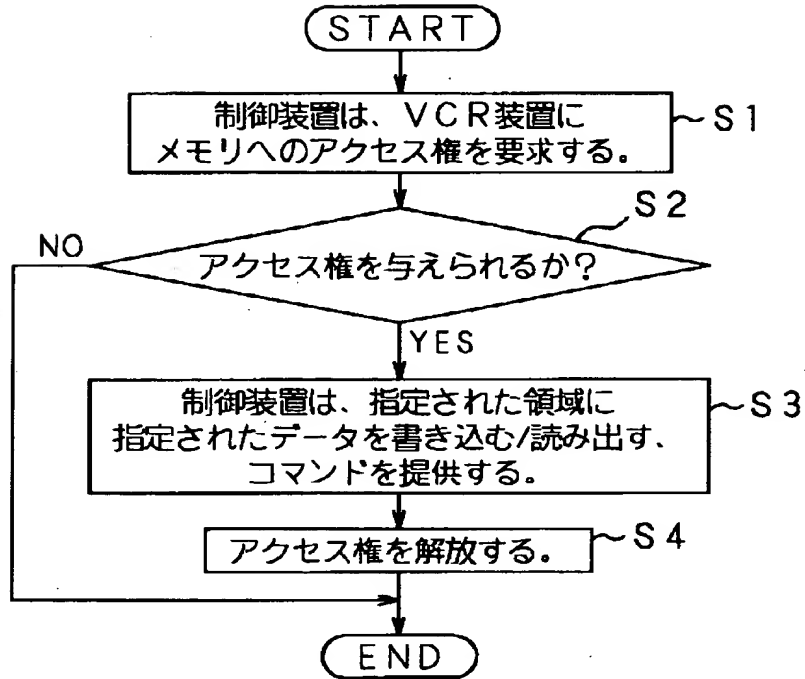 START
制御装置は、VCR装置に
メモリへのアクセス権を要求する。
~S1
S2
アクセス権を与えられるか?
NO
YES
制御装置は、指定された領域に
指定されたデータを書き込む/読み出す、
コマンドを提供する。
~S3
アクセス権を解放する。
~S4
END